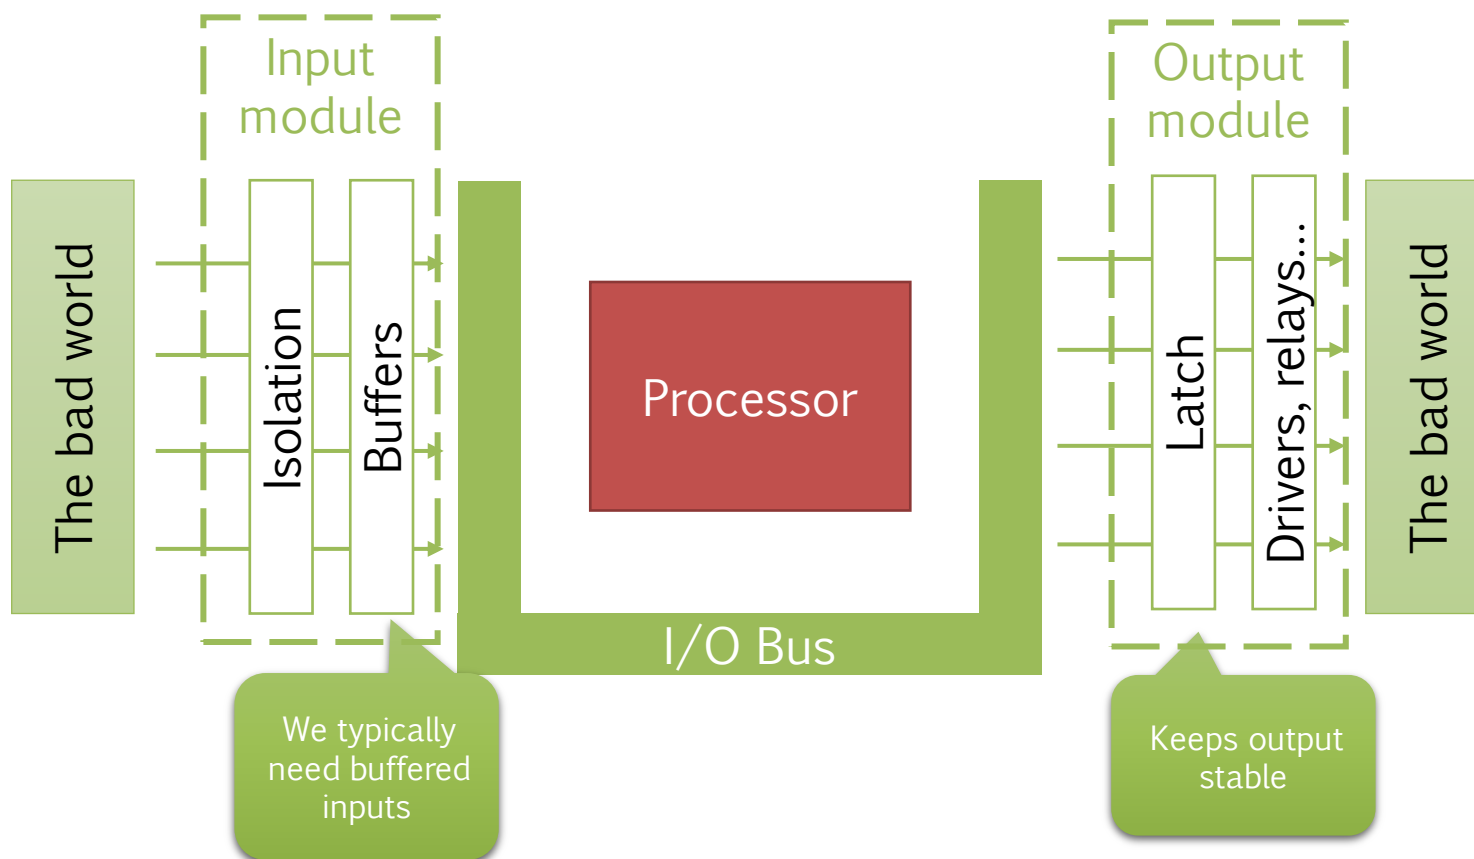 Input
module
Output
module
The bad world
Isolation
Buffers
Processor
Latch
Drivers, relays...
The bad world
I/O Bus
We typically
need buffered
inputs
Keeps output
stable